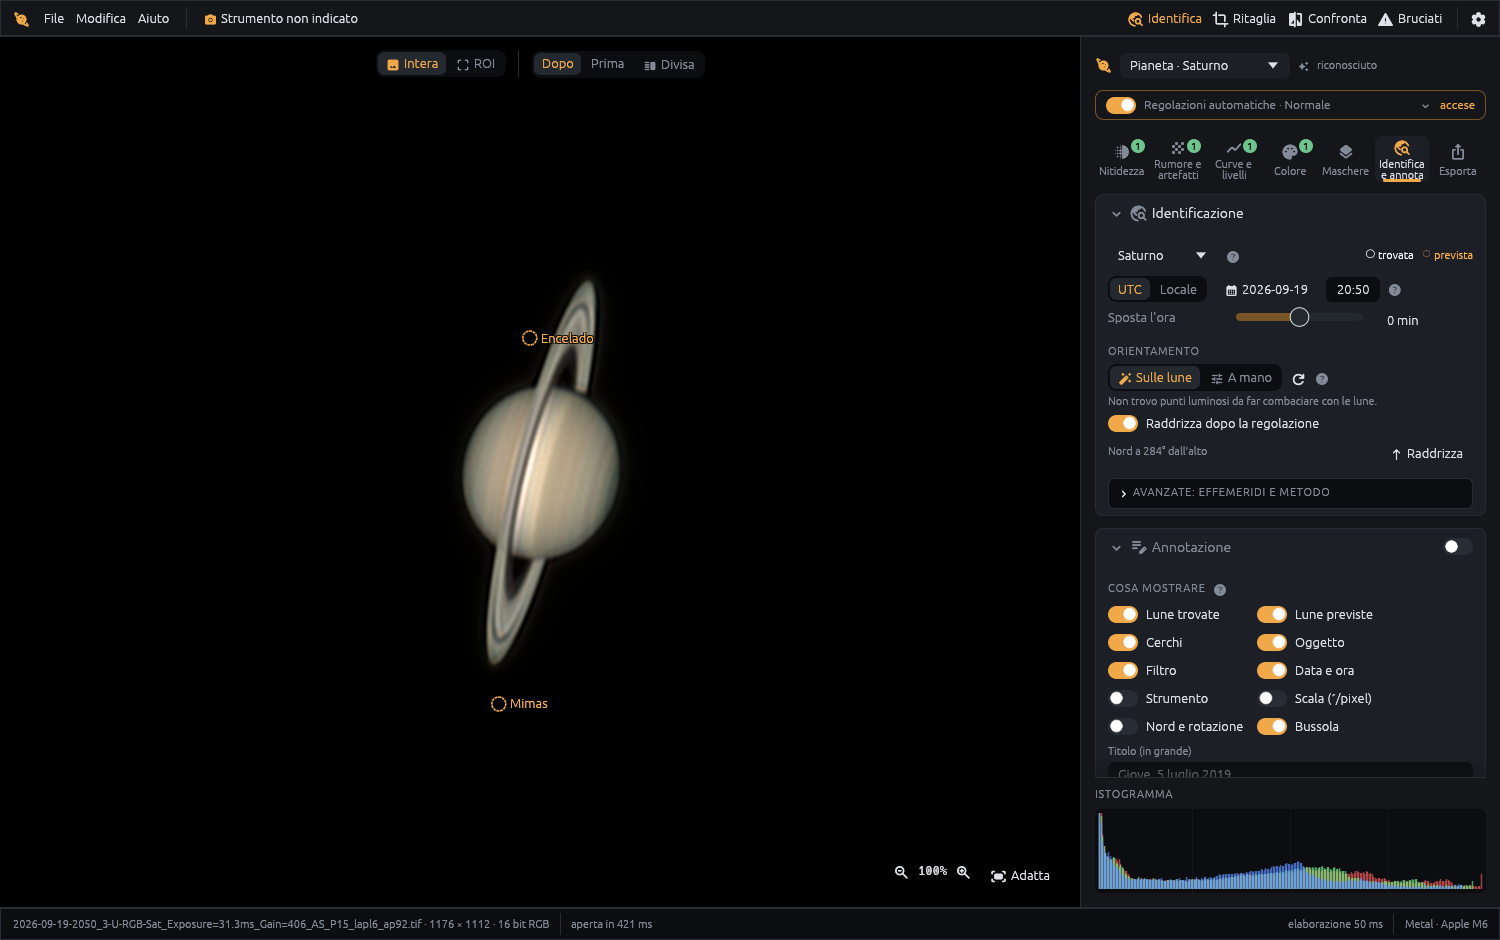 File Modifica Aiuto Strumento non indicato Identifica Ritaglia Confronta Bruciati
Intera ROI Dopo Prima Divisa
Pianeta · Saturno riconosciuto
Regolazioni automatiche · Normale accese
Nitidezza 1
Rumore e artefatti 1
Curve e livelli 1
Colore 1
Maschere
Identifica e annota
Esporta
Identificazione
Saturno ? trovata prevista
UTC Locale 2026-09-19 20:50 ?
Sposta l'ora 0 min
ORIENTAMENTO
Sulle lune A mano ?
Non trovo punti luminosi da far combaciare con le lune.
Raddrizza dopo la regolazione
Nord a 284° dall'alto Raddrizza
AVANZATE: EFFEMERIDI E METODO
Annotazione
COSA MOSTRARE ?
Lune trovate Lune previste
Cerchi Oggetto
Filtro Data e ora
Strumento Scala (″/pixel)
Nord e rotazione Bussola
Titolo (in grande)
Giove, 5 luglio 2019
ISTOGRAMMA
Encelado
Mimas
100% Adatta
2026-09-19-2050_3-U-RGB-Sat_Exposure=31.3ms_Gain=406_AS_P15_lapl6_ap92.tif · 1176 × 1112 · 16 bit RGB aperta in 421 ms elaborazione 50 ms Metal · Apple M6